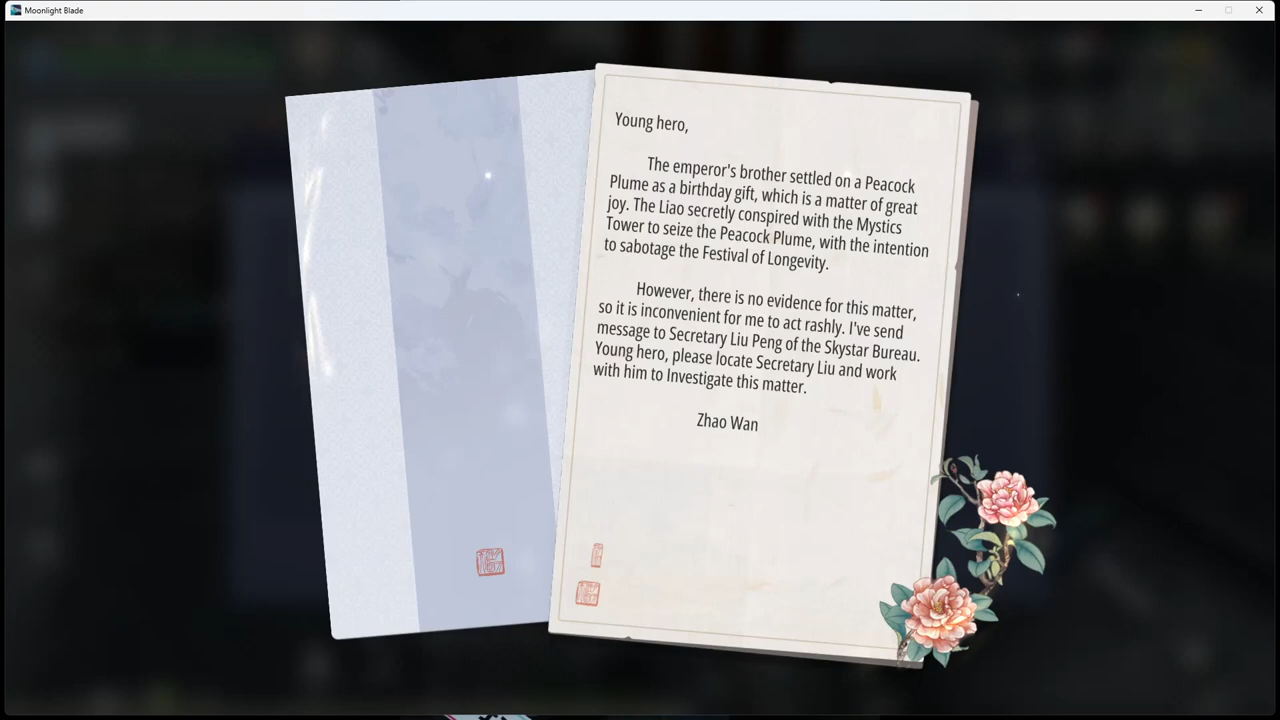 Moonlight Blade
Young hero,
The emperor's brother settled on a Peacock
Plume as a birthday gift, which is a matter of great
joy. The Liao secretly conspired with the Mystics
Tower to seize the Peacock Plume, with the intention
to sabotage the Festival of Longevity.
However, there is no evidence for this matter,
so it is inconvenient for me to act rashly. I've send
message to Secretary Liu Peng of the Skystar Bureau.
Young hero, please locate Secretary Liu and work
with him to Investigate this matter.
Zhao Wan